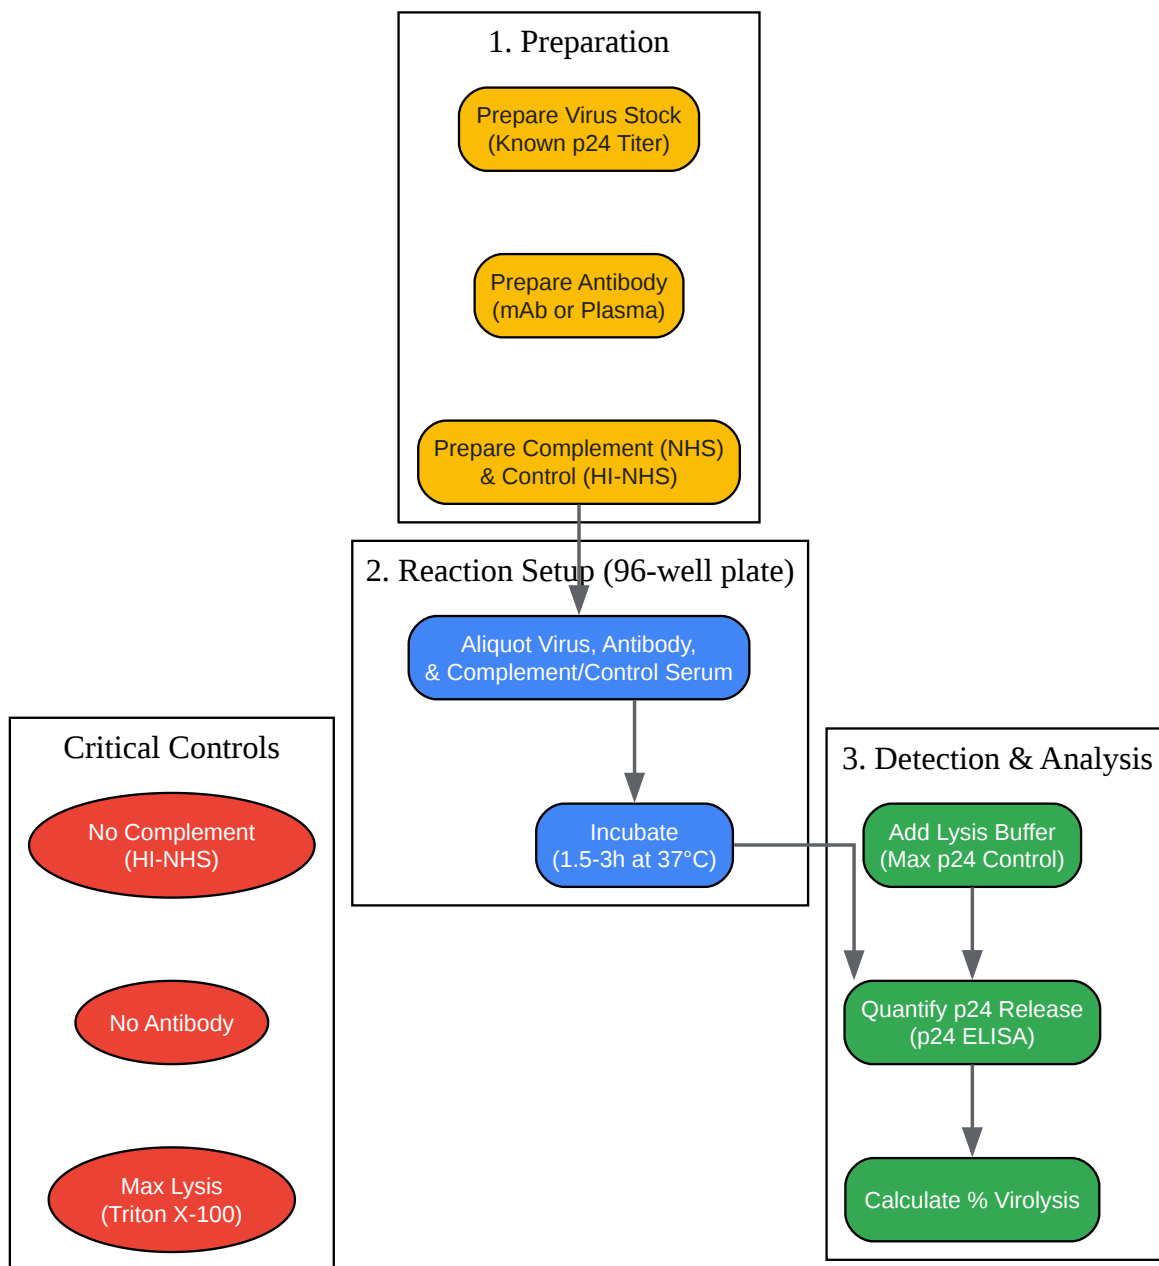 1. Preparation
Prepare Virus Stock
(Known p24 Titer)
Prepare Antibody
(mAb or Plasma)
Prepare Complement (NHS)
& Control (HI-NHS)
2. Reaction Setup (96-well plate)
Aliquot Virus, Antibody,
& Complement/Control Serum
Incubate
(1.5-3h at 37°C)
Critical Controls
No Complement
(HI-NHS)
No Antibody
Max Lysis
(Triton X-100)
3. Detection & Analysis
Add Lysis Buffer
(Max p24 Control)
Quantify p24 Release
(p24 ELISA)
Calculate % Virolysis